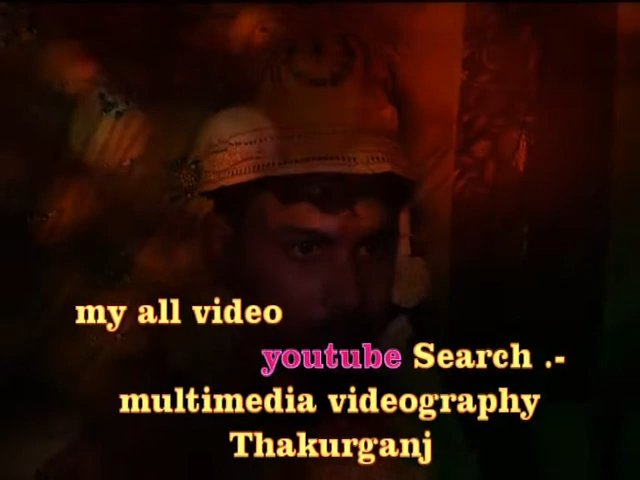 my all video
youtube Search .-
multimedia videography
Thakurganj